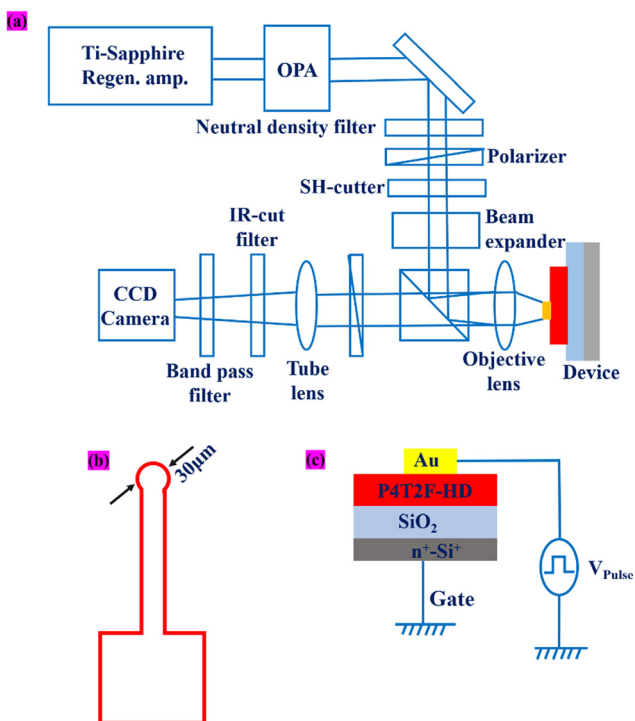 (a)
Ti-Sapphire
Regen. amp.
OPA
Neutral density filter
Polarizer
SH-cutter
IR-cut
filter
Beam
expander
CCD
Camera
Band pass
filter
Tube
lens
Objective
lens
Device
(b)
30μm
(c)
Au
P4T2F-HD
SiO₂
n⁺-Si⁺
Gate
V_Pulse